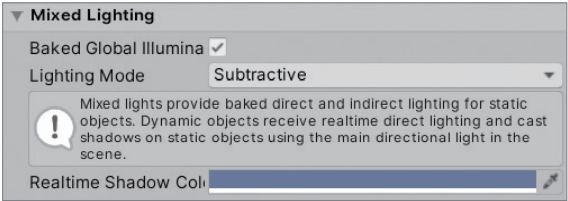 Mixed Lighting
Baked Global Illumina
Lighting Mode
Subtractive
Mixed lights provide baked direct and indirect lighting for static
objects. Dynamic objects receive realtime direct lighting and cast
shadows on static objects using the main directional light in the
scene.
Realtime Shadow Col